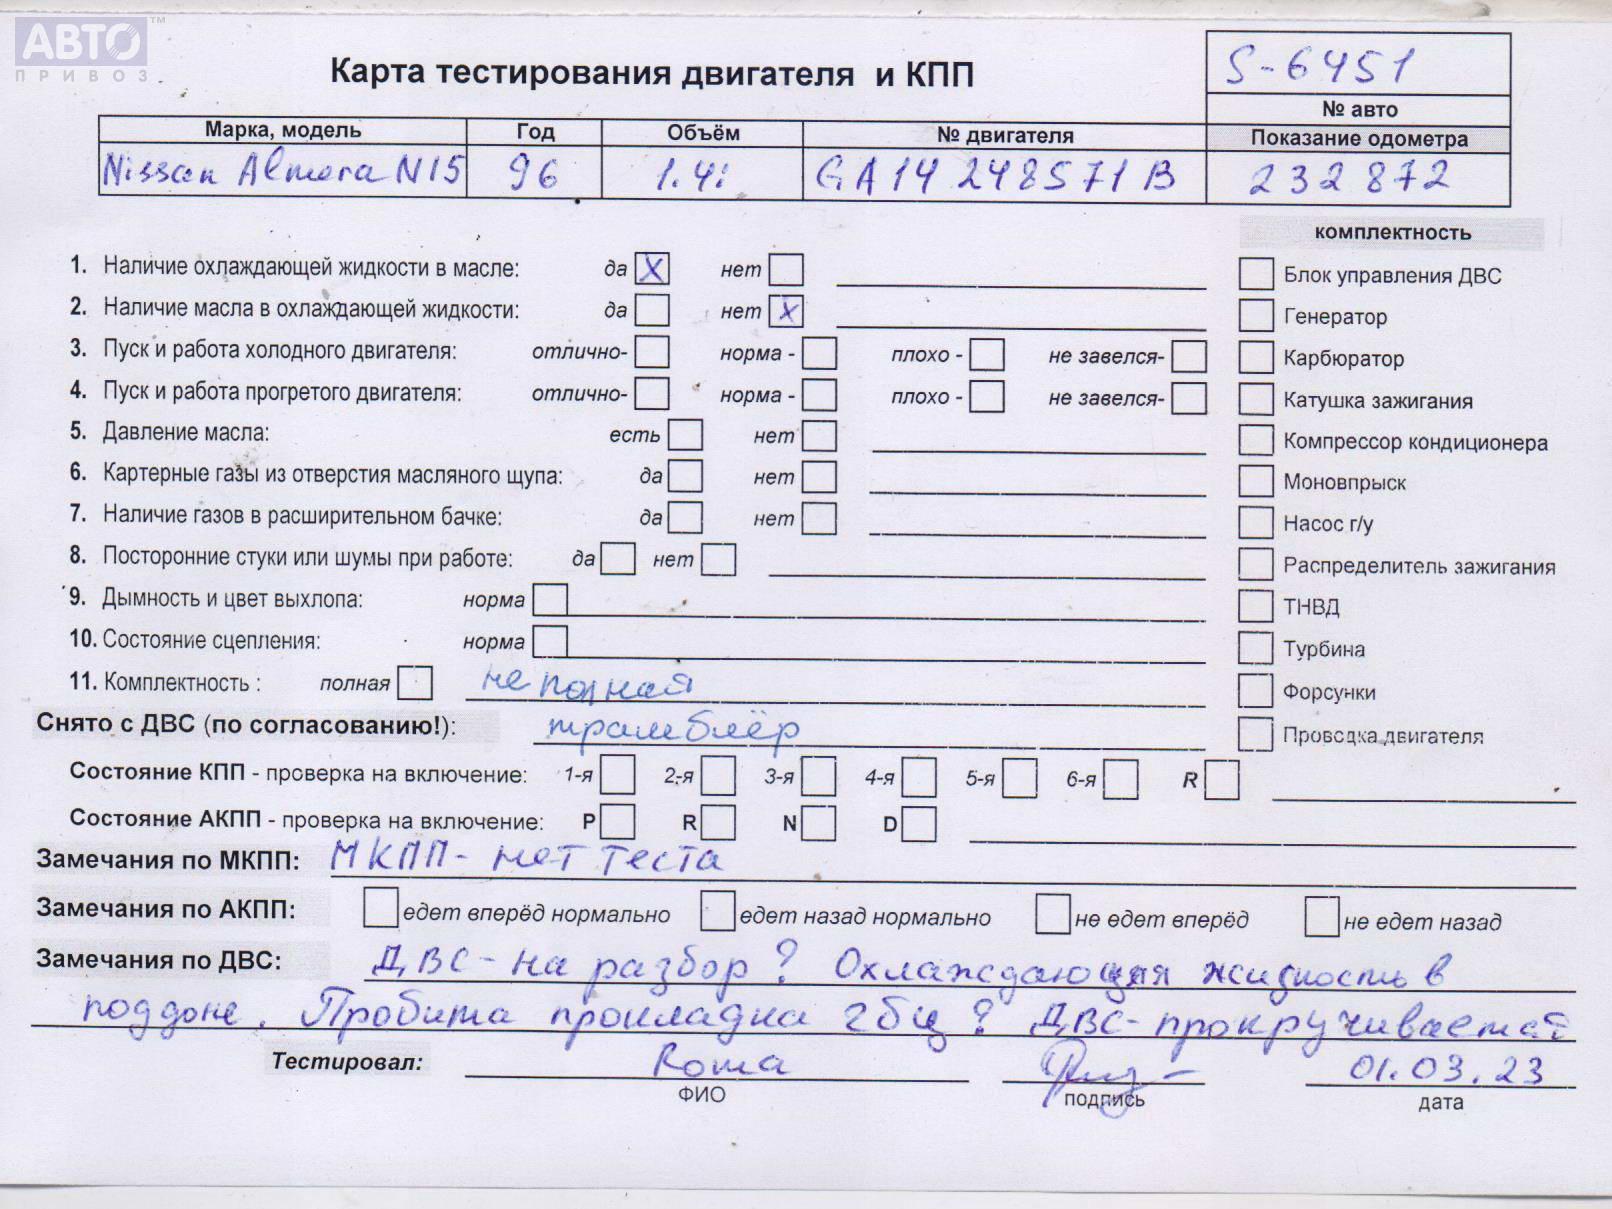 АВТО™
ПРИВОЗ
Карта тестирования двигателя и КПП
S-6451
№ авто
Марка, модель Год Объём № двигателя Показание одометра
Nissan Almera N15 96 1.4i GA14 248571B 232872
комплектность
1. Наличие охлаждающей жидкости в масле: да X нет
Блок управления ДВС
2. Наличие масла в охлаждающей жидкости: да нет X
Генератор
3. Пуск и работа холодного двигателя: отлично- норма - плохо - не завелся-
Карбюратор
4. Пуск и работа прогретого двигателя: отлично- норма - плохо - не завелся-
Катушка зажигания
5. Давление масла: есть нет
Компрессор кондиционера
6. Картерные газы из отверстия масляного щупа: да нет
Моновпрыск
7. Наличие газов в расширительном бачке: да нет
Насос г/у
8. Посторонние стуки или шумы при работе: да нет
Распределитель зажигания
9. Дымность и цвет выхлопа: норма
ТНВД
10. Состояние сцепления: норма
Турбина
11. Комплектность : полная не полная
Форсунки
Снято с ДВС (по согласованию!): трамблёр
Проводка двигателя
Состояние КПП - проверка на включение: 1-я 2-я 3-я 4-я 5-я 6-я R
Состояние АКПП - проверка на включение: P R N D
Замечания по МКПП: МКПП - нет теста
Замечания по АКПП: едет вперёд нормально едет назад нормально не едет вперёд не едет назад
Замечания по ДВС: ДВС - на разбор ? Охлаждающая жидкость в
поддоне. Пробита прокладка гбц ? ДВС - прокручивается
Тестировал: Рома 01.03.23
ФИО подпись дата